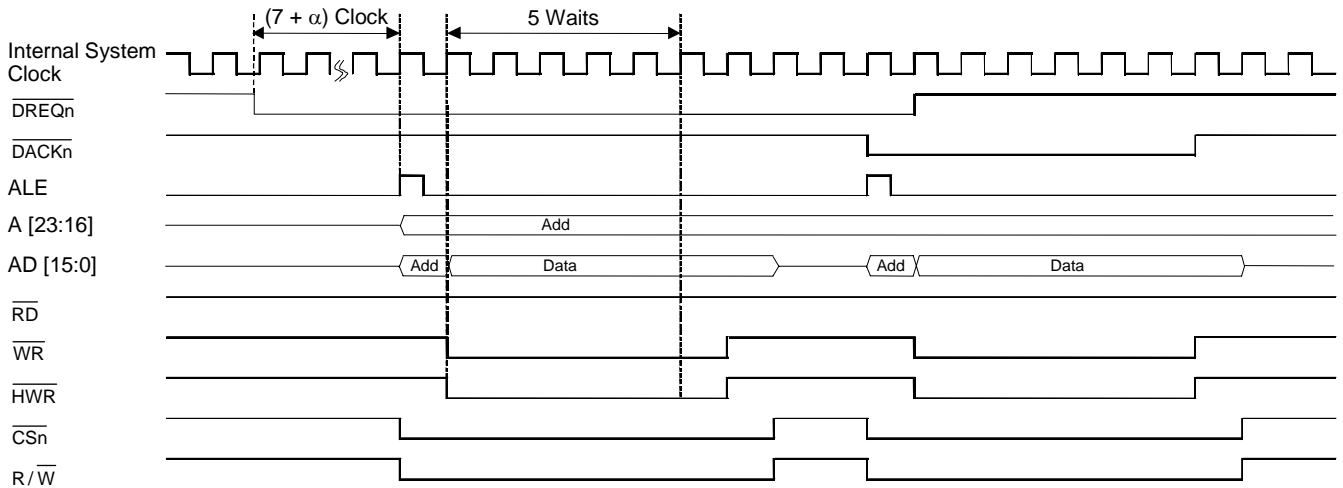 (7 + α) Clock
5 Waits
Internal System
Clock
DREQn
DACKn
ALE
A [23:16]
Add
AD [15:0]
Add
Data
Add
Data
RD
WR
HWR
CSn
R / W